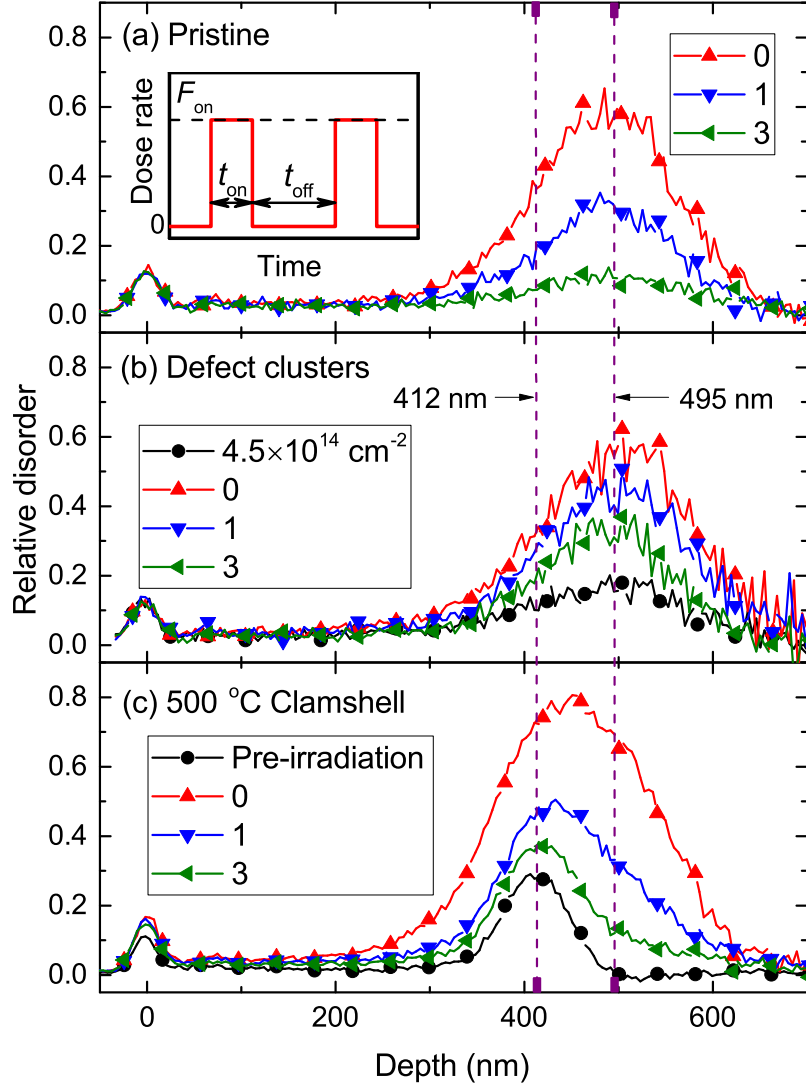 (a) Pristine
0
1
3
F_on
t_on
t_off
Dose rate
0
Time
0.8
0.6
0.4
0.2
0.0
(b) Defect clusters
412 nm
495 nm
4.5×10^14 cm^-2
0
1
3
0.8
0.6
0.4
0.2
0.0
Relative disorder
(c) 500 °C Clamshell
Pre-irradiation
0
1
3
0.8
0.6
0.4
0.2
0.0
0 200 400 600
Depth (nm)